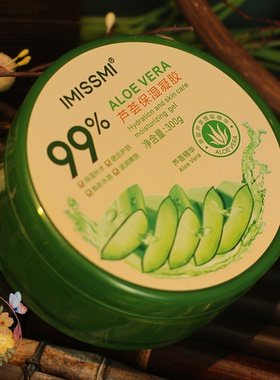 IMISSMI
99%
ALOE VERA
芦荟保湿凝胶
Hydration and skin care
moisturizing gel
净含量:300g
芦荟精华
Aloe Vera
ALOE VERA